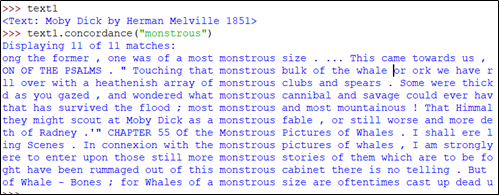 >>> text1
<Text: Moby Dick by Herman Melville 1851>
>>> text1.concordance("monstrous")
Displaying 11 of 11 matches:
ong the former , one was of a most monstrous size . ... This came towards us ,
ON OF THE PSALMS . " Touching that monstrous bulk of the whale or ork we have r
ll over with a heathenish array of monstrous clubs and spears . Some were thick
d as you gazed , and wondered what monstrous cannibal and savage could ever hav
that has survived the flood ; most monstrous and most mountainous ! That Himmal
they might scout at Moby Dick as a monstrous fable , or still worse and more de
th of Radney .'" CHAPTER 55 Of the Monstrous Pictures of Whales . I shall ere l
ing Scenes . In connexion with the monstrous pictures of whales , I am strongly
ere to enter upon those still more monstrous stories of them which are to be fo
ght have been rummaged out of this monstrous cabinet there is no telling . But
of Whale - Bones ; for Whales of a monstrous size are oftentimes cast up dead u
>>>